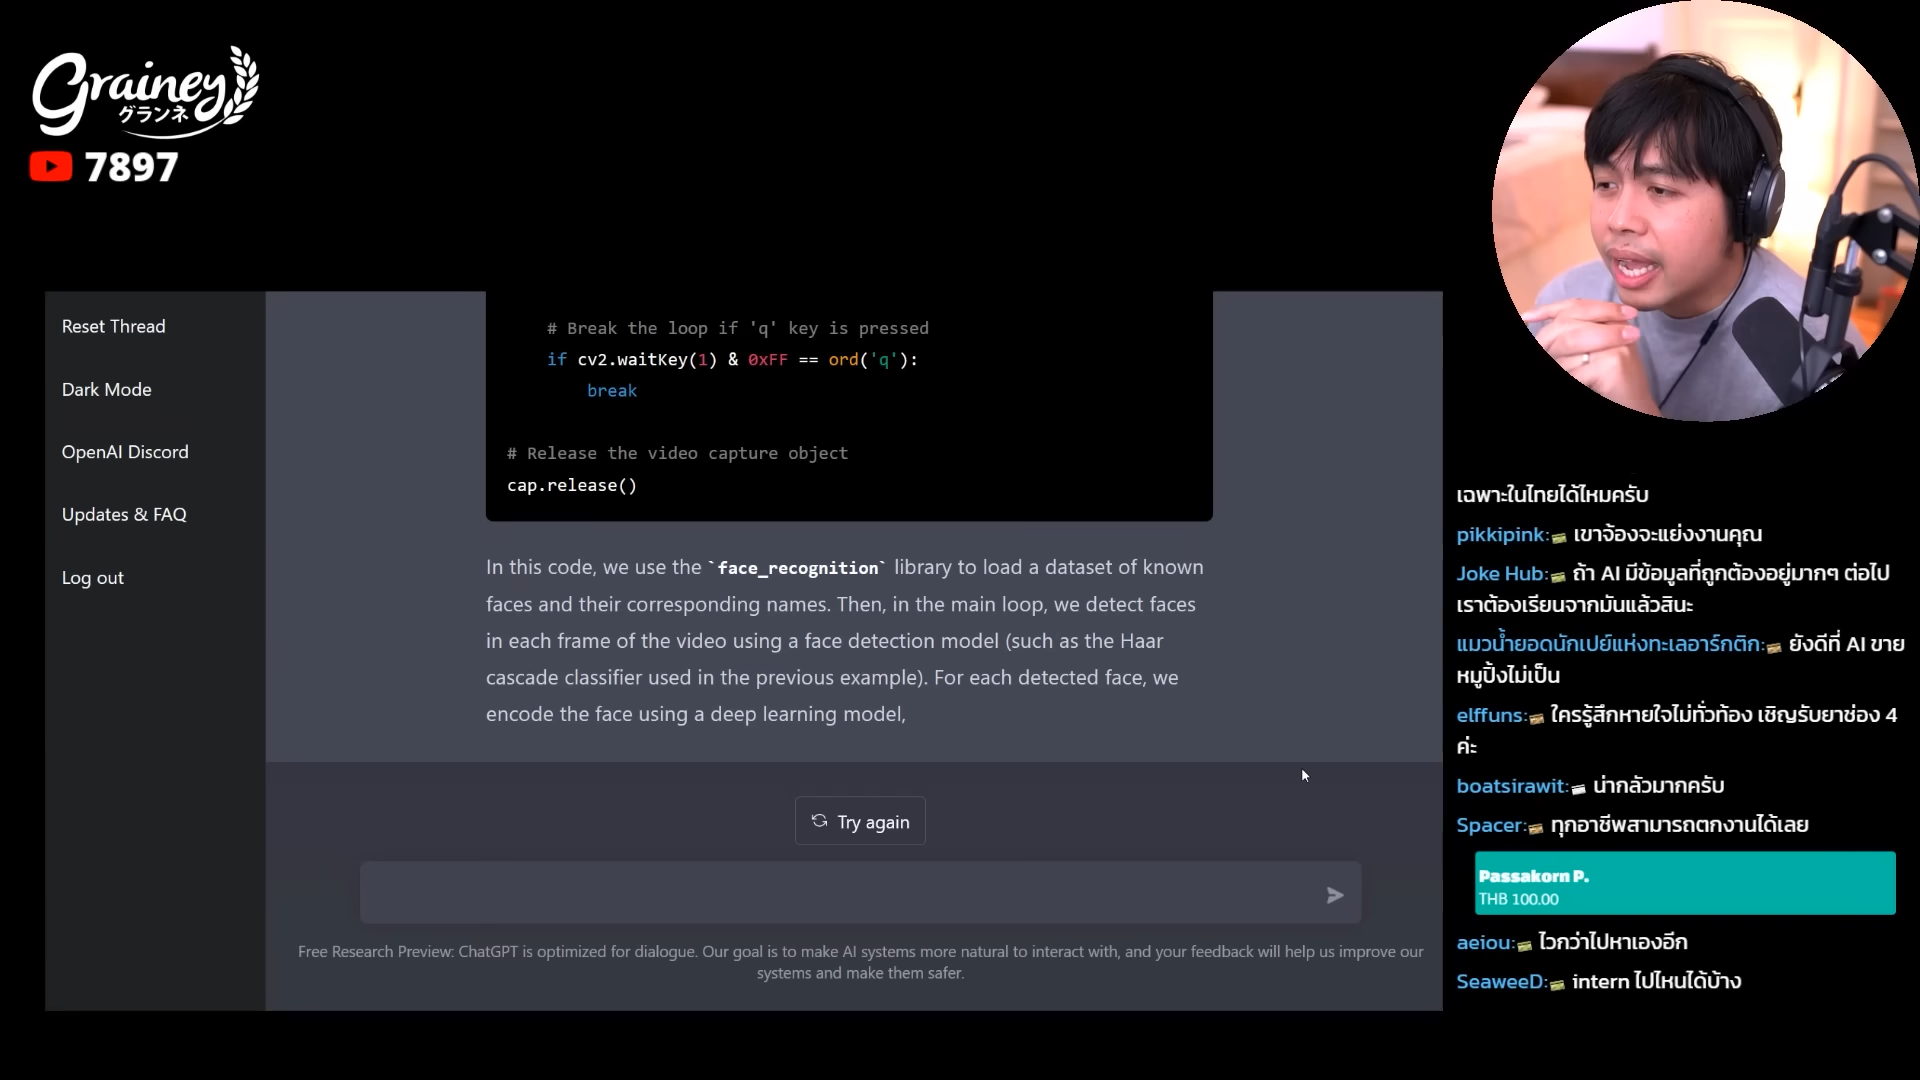 Grainey
グランネ
7897
Reset Thread
Dark Mode
OpenAI Discord
Updates & FAQ
Log out
# Break the loop if 'q' key is pressed
if cv2.waitKey(1) & 0xFF == ord('q'):
break
# Release the video capture object
cap.release()
In this code, we use the `face_recognition` library to load a dataset of known
faces and their corresponding names. Then, in the main loop, we detect faces
in each frame of the video using a face detection model (such as the Haar
cascade classifier used in the previous example). For each detected face, we
encode the face using a deep learning model,
Try again
Free Research Preview: ChatGPT is optimized for dialogue. Our goal is to make AI systems more natural to interact with, and your feedback will help us improve our
systems and make them safer.
เฉพาะในไทยได้ไหมครับ
pikkipink: เขาจ้องจะแย่งงานคุณ
Joke Hub: ถ้า AI มีข้อมูลที่ถูกต้องอยู่มากๆ ต่อไป
เราต้องเรียนจากมันแล้วสินะ
แมวน้ำยอดนักเปย์แห่งทะเลอาร์กติก: ยังดีที่ AI ขาย
หมูปิ้งไม่เป็น
elffuns: ใครรู้สึกหายใจไม่ทั่วท้อง เชิญรับยาช่อง 4
ค่ะ
boatsirawit: น่ากลัวมากครับ
Spacer: ทุกอาชีพสามารถตกงานได้เลย
Passakorn P.
THB 100.00
aeiou: ไวกว่าไปหาเองอีก
SeaweeD: intern ไปไหนได้บ้าง